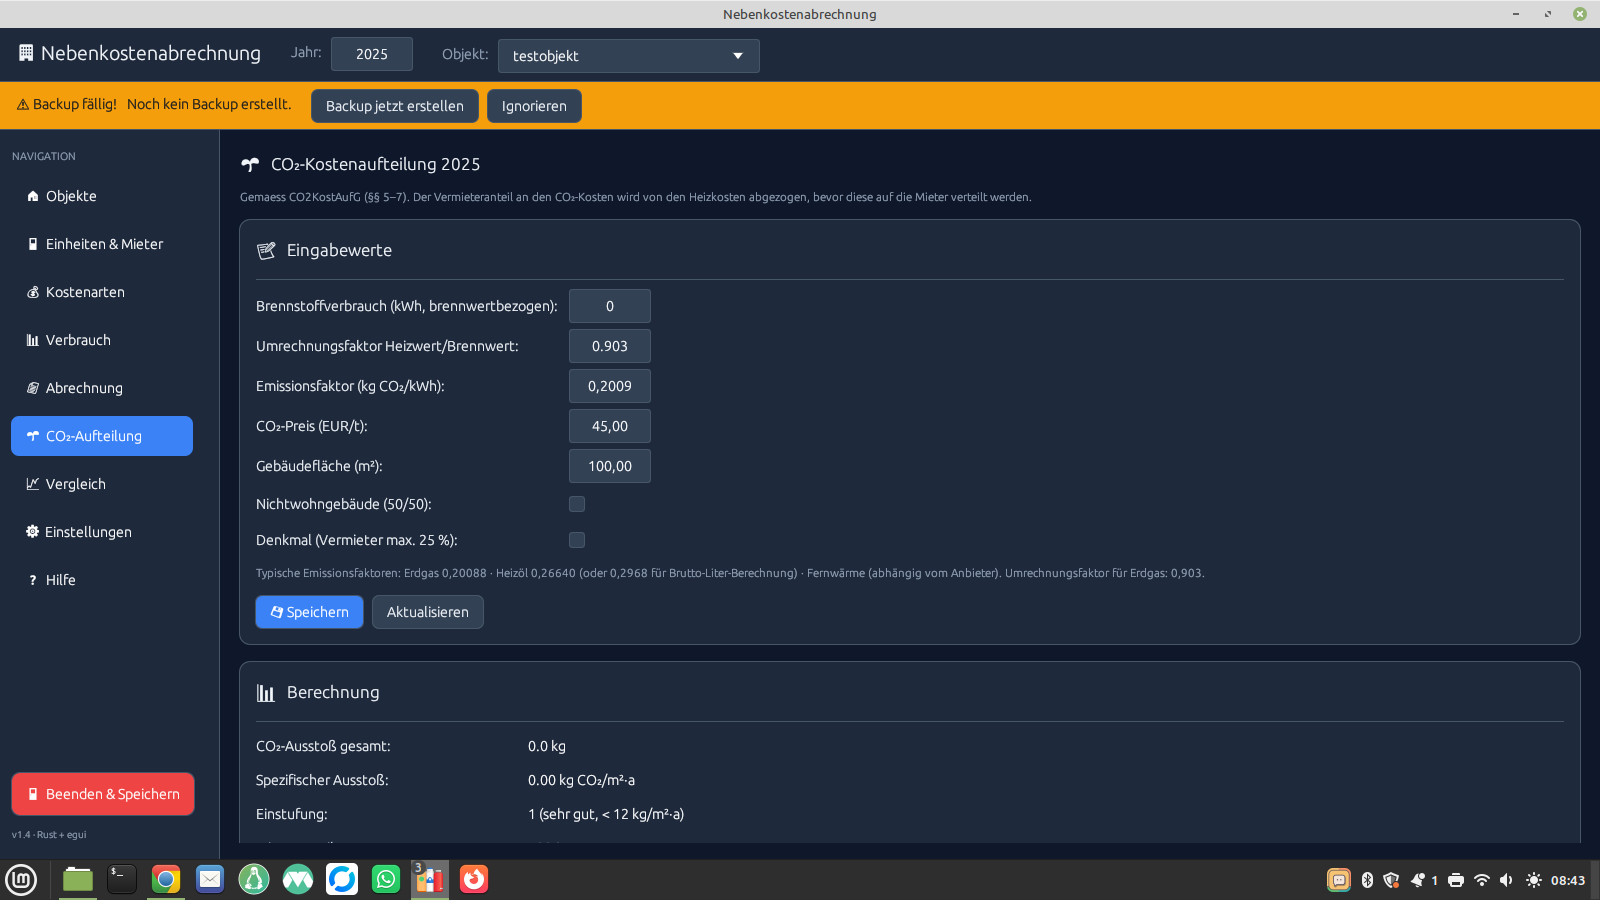 Nebenkostenabrechnung
Nebenkostenabrechnung Jahr: 2025 Objekt: testobjekt
⚠ Backup fällig! Noch kein Backup erstellt. Backup jetzt erstellen Ignorieren
NAVIGATION
Objekte
Einheiten & Mieter
Kostenarten
Verbrauch
Abrechnung
CO₂-Aufteilung
Vergleich
Einstellungen
? Hilfe
Beenden & Speichern
v1.4 · Rust + egui
CO₂-Kostenaufteilung 2025
Gemaess CO2KostAufG (§§ 5–7). Der Vermieteranteil an den CO₂-Kosten wird von den Heizkosten abgezogen, bevor diese auf die Mieter verteilt werden.
Eingabewerte
Brennstoffverbrauch (kWh, brennwertbezogen): 0
Umrechnungsfaktor Heizwert/Brennwert: 0.903
Emissionsfaktor (kg CO₂/kWh): 0,2009
CO₂-Preis (EUR/t): 45,00
Gebäudefläche (m²): 100,00
Nichtwohngebäude (50/50):
Denkmal (Vermieter max. 25 %):
Typische Emissionsfaktoren: Erdgas 0,20088 · Heizöl 0,26640 (oder 0,2968 für Brutto-Liter-Berechnung) · Fernwärme (abhängig vom Anbieter). Umrechnungsfaktor für Erdgas: 0,903.
Speichern Aktualisieren
Berechnung
CO₂-Ausstoß gesamt: 0.0 kg
Spezifischer Ausstoß: 0.00 kg CO₂/m²·a
Einstufung: 1 (sehr gut, < 12 kg/m²·a)
3
1 08:43